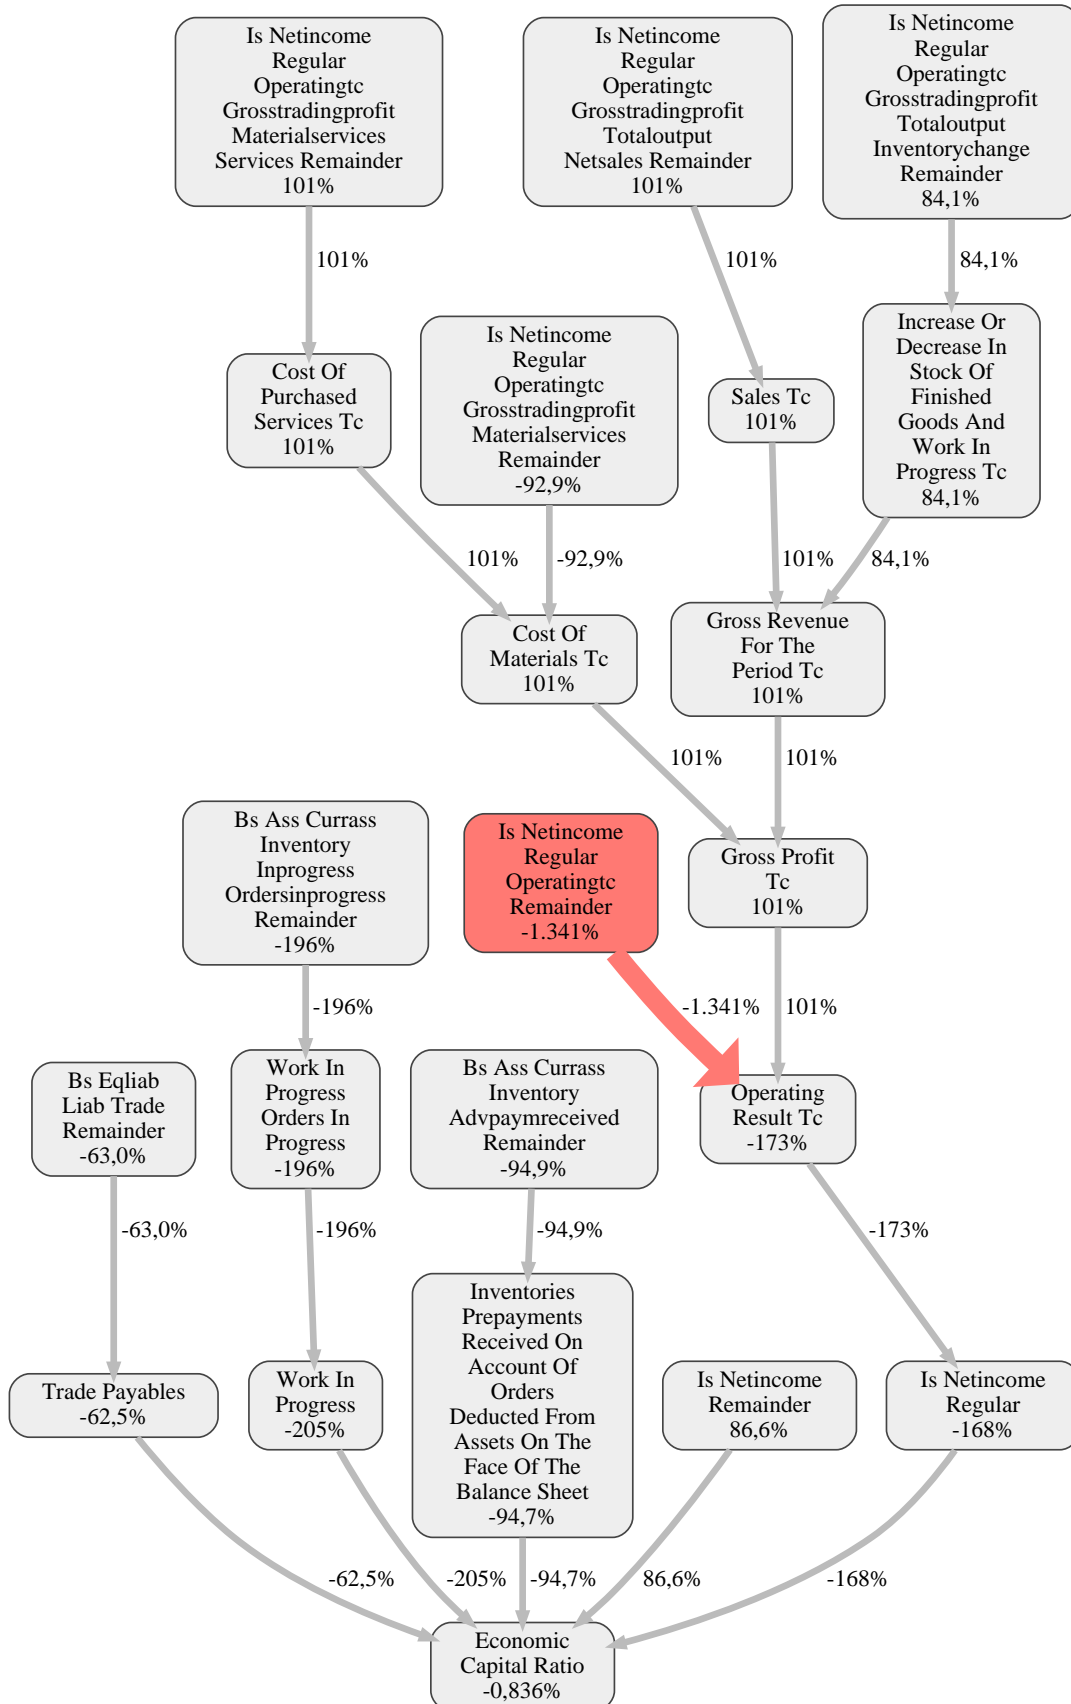 Is Netincome
Regular
Operatingtc
Grosstradingprofit
Materialservices
Services Remainder
101%
Is Netincome
Regular
Operatingtc
Grosstradingprofit
Totaloutput
Netsales Remainder
101%
Is Netincome
Regular
Operatingtc
Grosstradingprofit
Totaloutput
Inventorychange
Remainder
84,1%
101%
101%
84,1%
Cost Of
Purchased
Services Tc
101%
Is Netincome
Regular
Operatingtc
Grosstradingprofit
Materialservices
Remainder
-92,9%
Sales Tc
101%
Increase Or
Decrease In
Stock Of
Finished
Goods And
Work In
Progress Tc
84,1%
101%
-92,9%
101%
84,1%
Cost Of
Materials Tc
101%
Gross Revenue
For The
Period Tc
101%
101%
101%
Bs Ass Currass
Inventory
Inprogress
Ordersinprogress
Remainder
-196%
Is Netincome
Regular
Operatingtc
Remainder
-1.341%
Gross Profit
Tc
101%
-196%
-1.341%
101%
Bs Eqliab
Liab Trade
Remainder
-63,0%
Work In
Progress
Orders In
Progress
-196%
Bs Ass Currass
Inventory
Advpaymreceived
Remainder
-94,9%
Operating
Result Tc
-173%
-63,0%
-196%
-94,9%
-173%
Trade Payables
-62,5%
Work In
Progress
-205%
Inventories
Prepayments
Received On
Account Of
Orders
Deducted From
Assets On The
Face Of The
Balance Sheet
-94,7%
Is Netincome
Remainder
86,6%
Is Netincome
Regular
-168%
-62,5%
-205%
-94,7%
86,6%
-168%
Economic
Capital Ratio
-0,836%